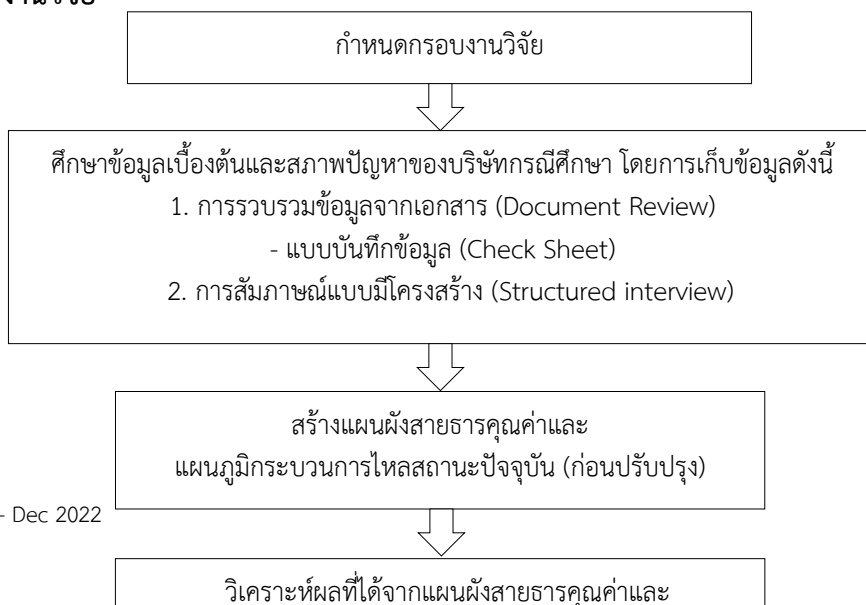 กำหนดกรอบงานวิจัย
ศึกษาข้อมูลเบื้องต้นและสภาพปัญหาของบริษัทกรณีศึกษา โดยการเก็บข้อมูลดังนี้
1. การรวบรวมข้อมูลจากเอกสาร (Document Review)
- แบบบันทึกข้อมูล (Check Sheet)
2. การสัมภาษณ์แบบมีโครงสร้าง (Structured interview)
สร้างแผนผังสายธารคุณค่าและ
แผนภูมิกระบวนการไหลสถานะปัจจุบัน (ก่อนปรับปรุง)
- Dec 2022
วิเคราะห์ผลที่ได้จากแผนผังสายธารคุณค่าและ